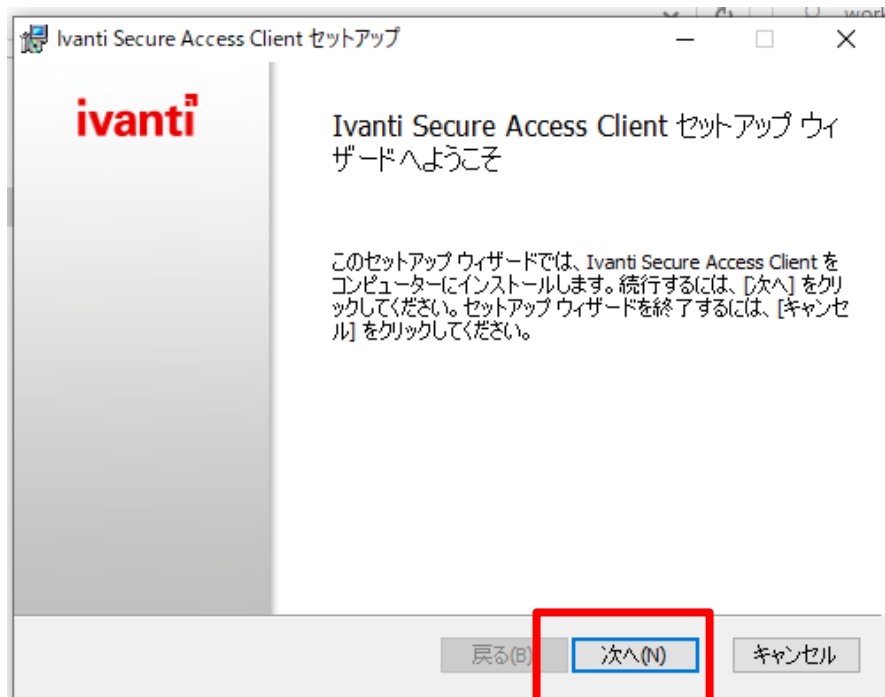 work
Ivanti Secure Access Client セットアップ
ivanti
Ivanti Secure Access Client セットアップ ウィ
ザードへようこそ
このセットアップ ウィザードでは、Ivanti Secure Access Client を
コンピューターにインストールします。続行するには、[次へ] をクリ
ックしてください。セットアップ ウィザードを終了するには、[キャンセ
ル] をクリックしてください。
戻る(B) 次へ(N) キャンセル